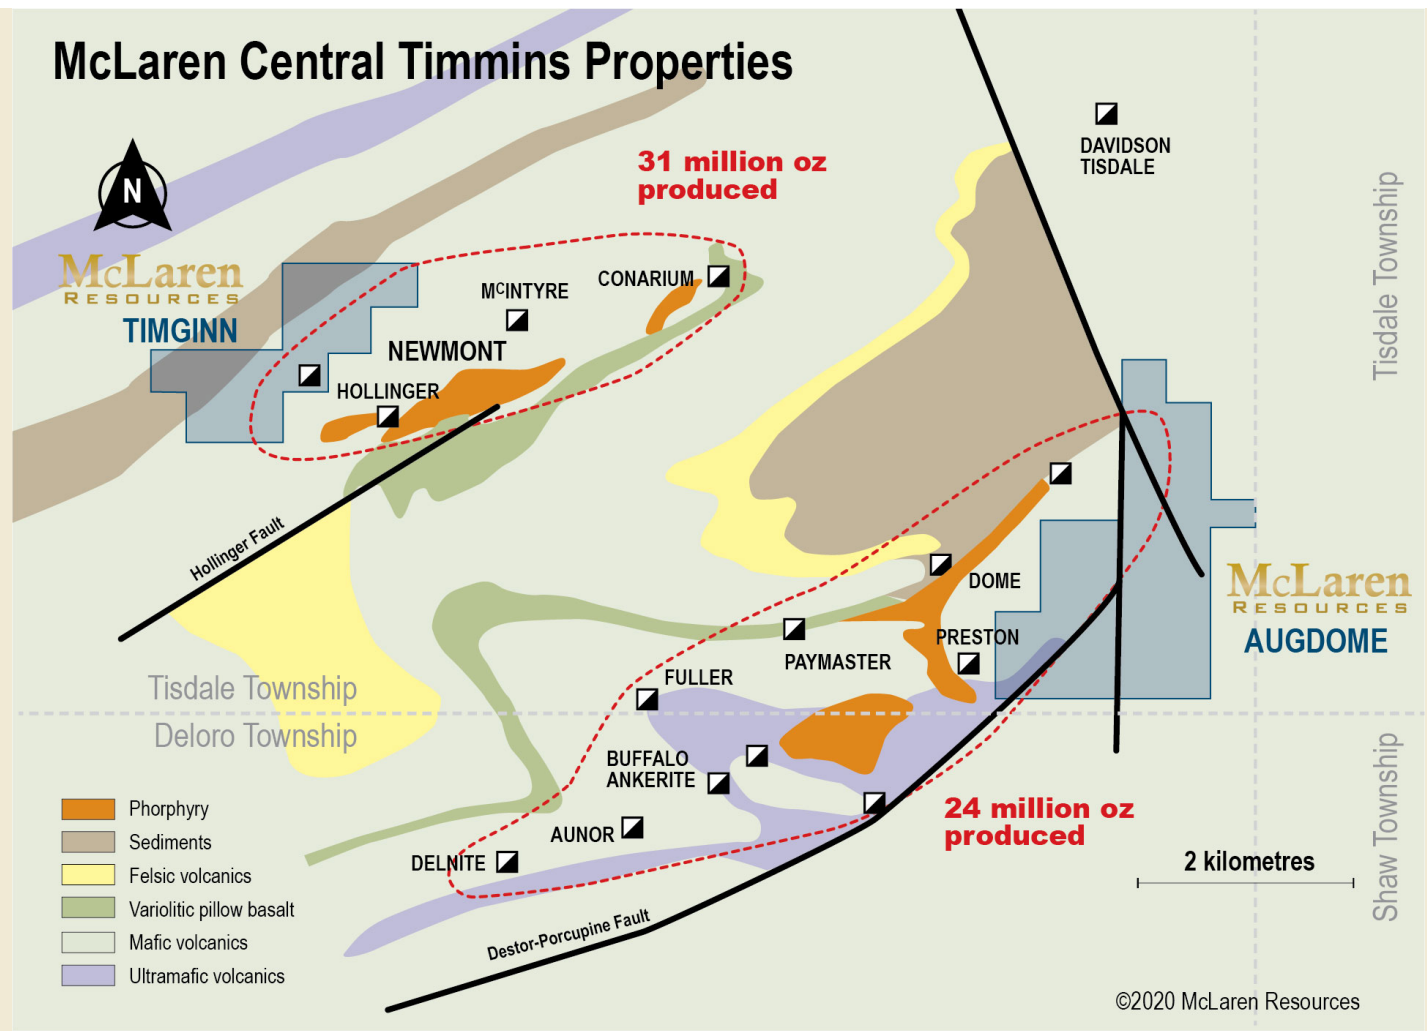 McLaren Central Timmins Properties
N
31 million oz
produced
DAVIDSON
TISDALE
Tisdale Township
McLaren
RESOURCES
TIMGINN
CONARIUM
McINTYRE
NEWMONT
HOLLINGER
Hollinger Fault
DOME
McLaren
RESOURCES
AUGDOME
PRESTON
PAYMASTER
FULLER
Tisdale Township
Deloro Township
BUFFALO
ANKERITE
AUNOR
DELNITE
24 million oz
produced
Shaw Township
2 kilometres
Destor-Porcupine Fault
Phorphyry
Sediments
Felsic volcanics
Variolitic pillow basalt
Mafic volcanics
Ultramafic volcanics
©2020 McLaren Resources